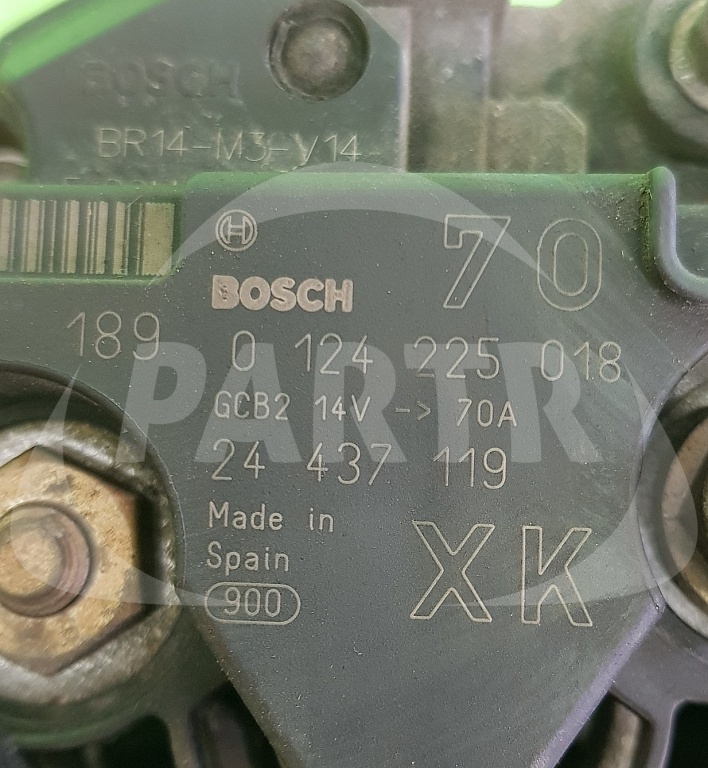 BOSCH
BR14-M3-V14
70
BOSCH
189 0 124 225 018
GCB2 14V -> 70A
24 437 119
Made in
Spain
XK
900
PARTR